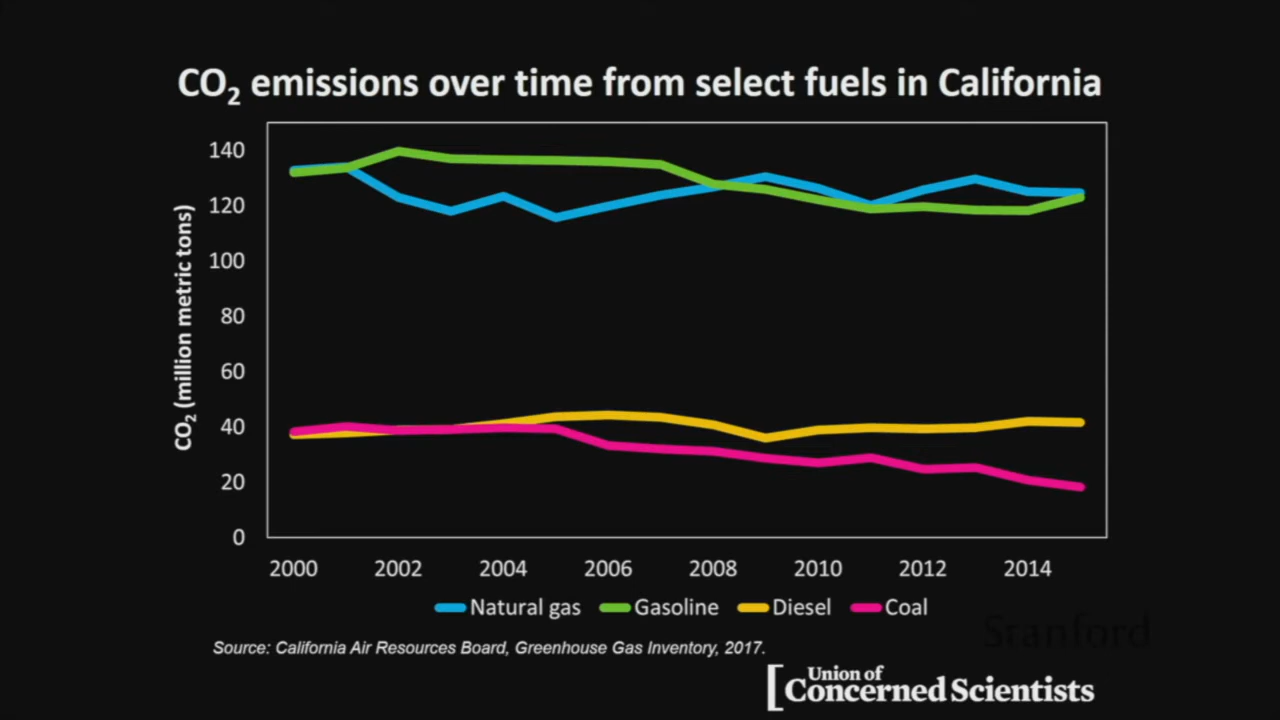 CO₂ emissions over time from select fuels in California
CO₂ (million metric tons)
140
120
100
80
60
40
20
0
2000 2002 2004 2006 2008 2010 2012 2014
Natural gas Gasoline Diesel Coal
Stanford
Source: California Air Resources Board, Greenhouse Gas Inventory, 2017.
Union of
Concerned Scientists